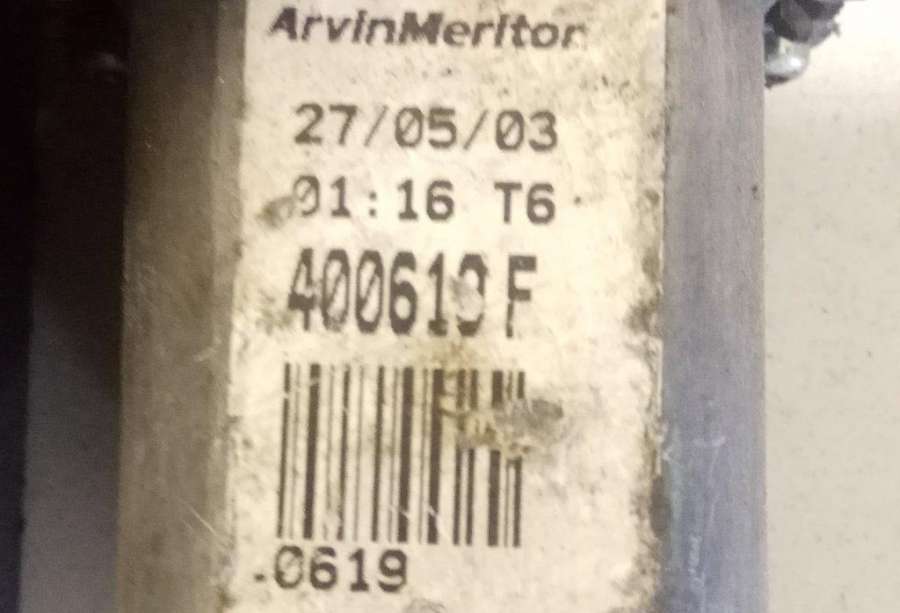 ArvinMeritor
27/05/03
01:16 T6
400619 F
.0619